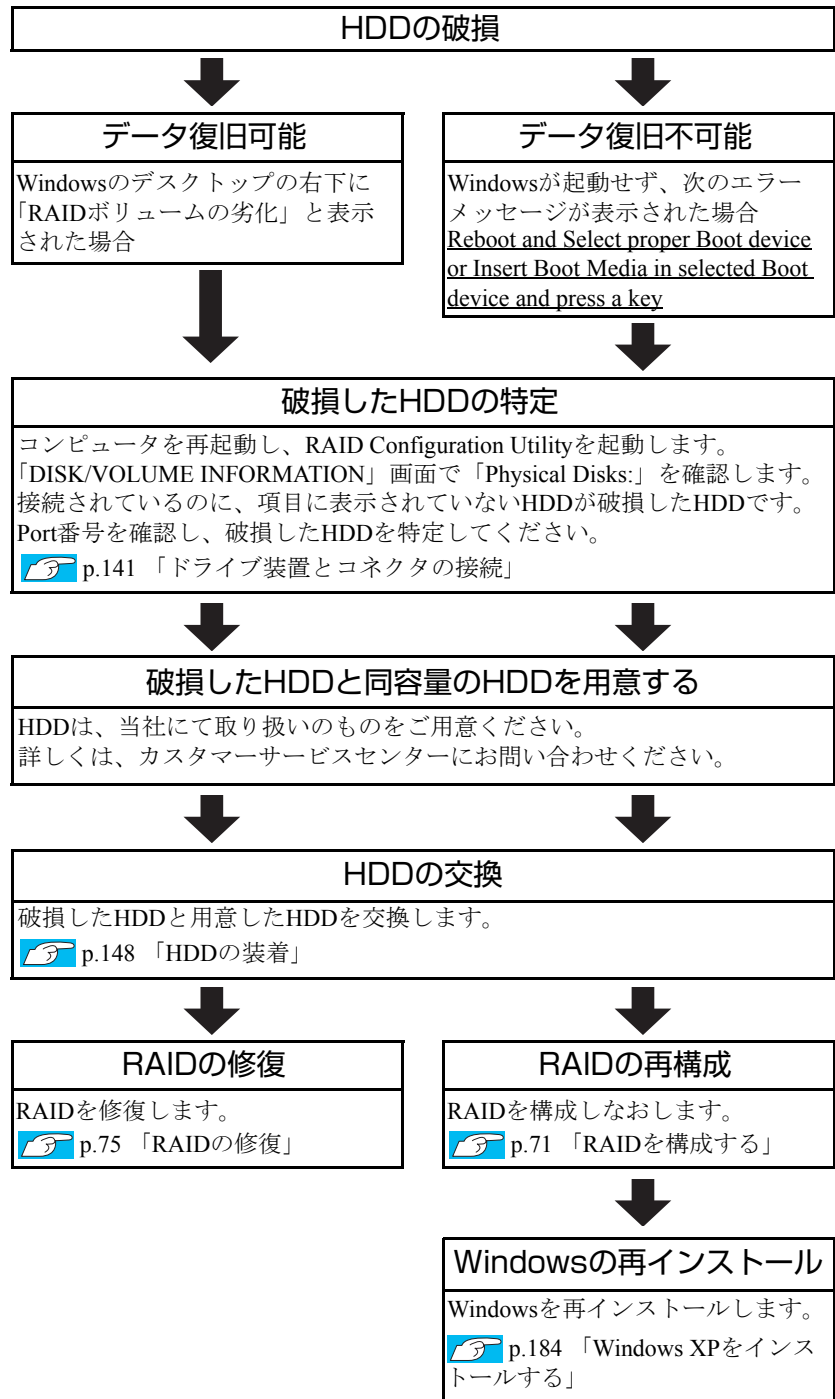 HDDの破損
データ復旧可能
Windowsのデスクトップの右下に
「RAIDボリュームの劣化」と表示
された場合
データ復旧不可能
Windowsが起動せず、次のエラー
メッセージが表示された場合
Reboot and Select proper Boot device
or Insert Boot Media in selected Boot
device and press a key
破損したHDDの特定
コンピュータを再起動し、RAID Configuration Utilityを起動します。
「DISK/VOLUME INFORMATION」画面で「Physical Disks:」を確認します。
接続されているのに、項目に表示されていないHDDが破損したHDDです。
Port番号を確認し、破損したHDDを特定してください。
p.141 「ドライブ装置とコネクタの接続」
破損したHDDと同容量のHDDを用意する
HDDは、当社にて取り扱いのものをご用意ください。
詳しくは、カスタマーサービスセンターにお問い合わせください。
HDDの交換
破損したHDDと用意したHDDを交換します。
p.148 「HDDの装着」
RAIDの修復
RAIDを修復します。
p.75 「RAIDの修復」
RAIDの再構成
RAIDを構成しなおします。
p.71 「RAIDを構成する」
Windowsの再インストール
Windowsを再インストールします。
p.184 「Windows XPをインス
トールする」